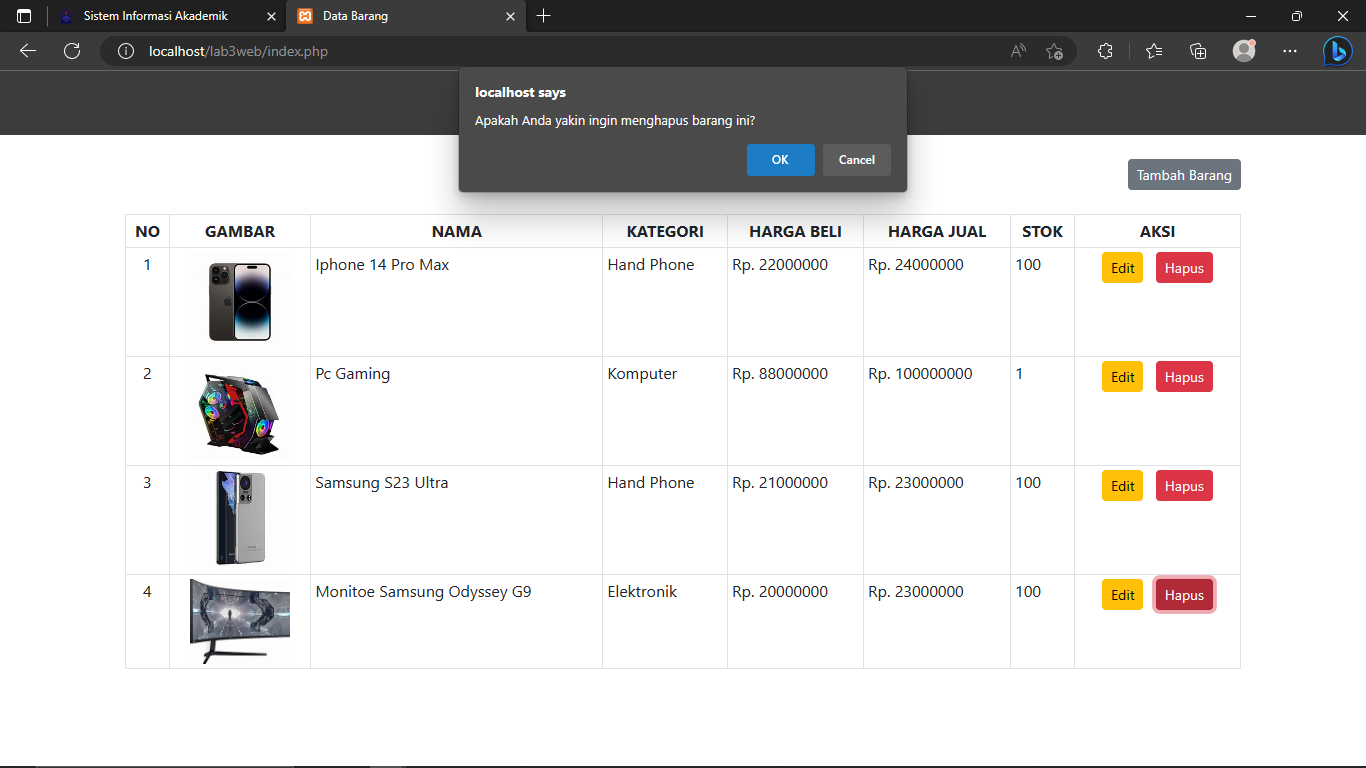 Sistem Informasi Akademik
Data Barang
localhost/lab3web/index.php
localhost says
Apakah Anda yakin ingin menghapus barang ini?
OK Cancel
Tambah Barang
NO GAMBAR NAMA KATEGORI HARGA BELI HARGA JUAL STOK AKSI
1 Iphone 14 Pro Max Hand Phone Rp. 22000000 Rp. 24000000 100 Edit Hapus
2 Pc Gaming Komputer Rp. 88000000 Rp. 100000000 1 Edit Hapus
3 Samsung S23 Ultra Hand Phone Rp. 21000000 Rp. 23000000 100 Edit Hapus
4 Monitoe Samsung Odyssey G9 Elektronik Rp. 20000000 Rp. 23000000 100 Edit Hapus